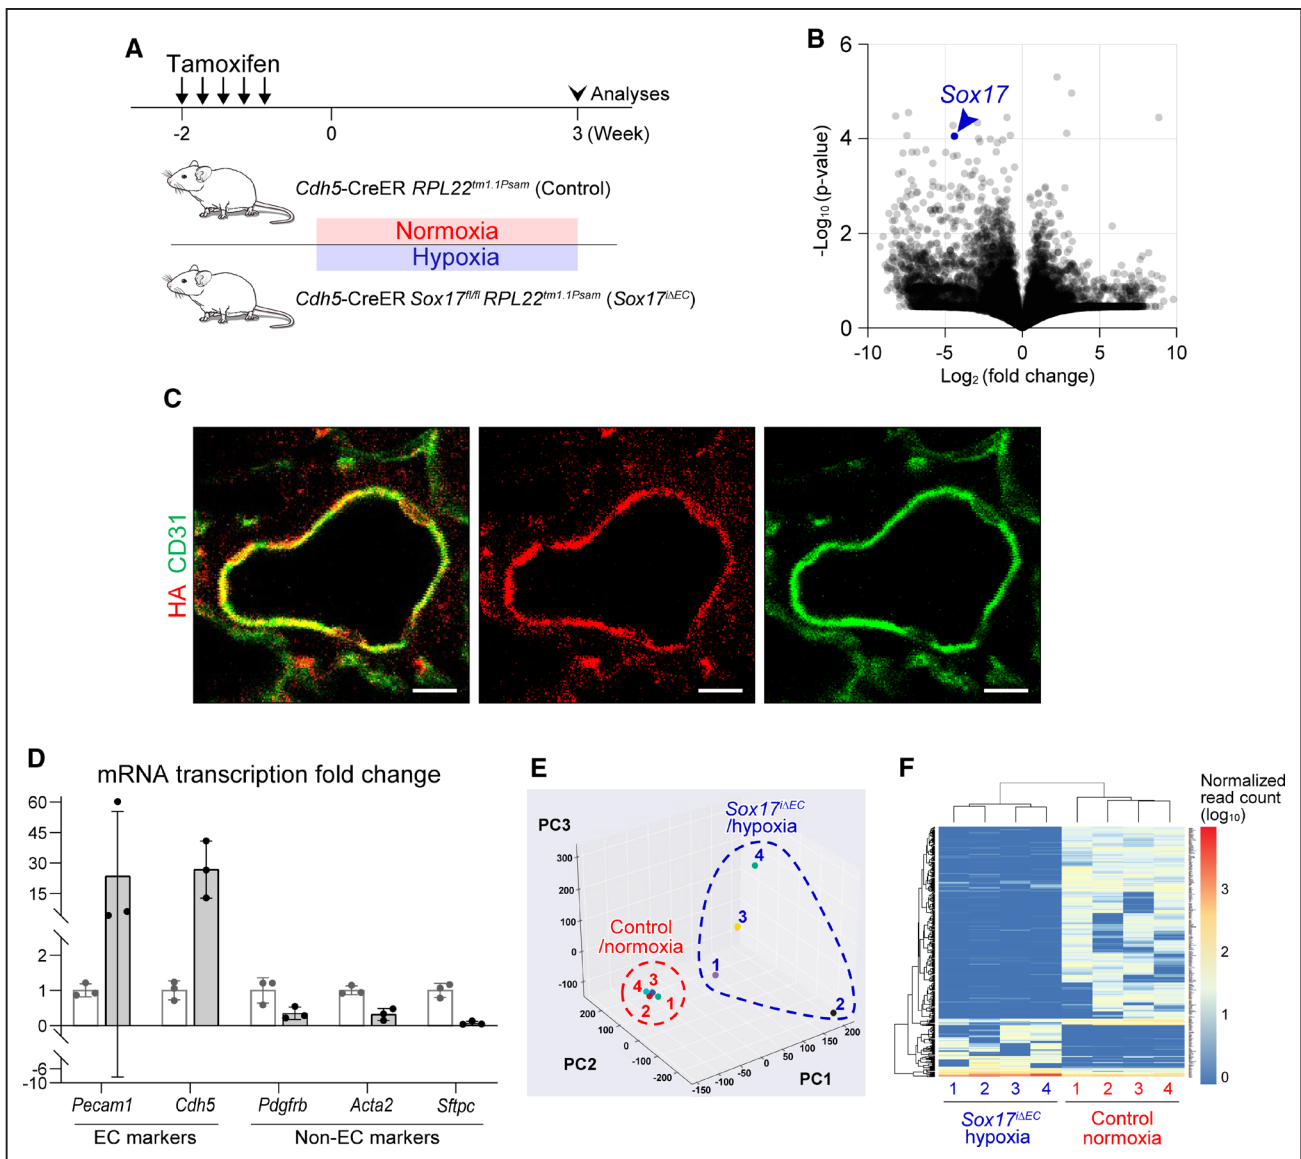 A
Tamoxifen
Analyses
-2
0
3 (Week)
Cdh5-CreER RPL22tm1.1Psam (Control)
Normoxia
Hypoxia
Cdh5-CreER Sox17fl/fl RPL22tm1.1Psam (Sox17iΔEC)
B
6
4
2
0
-Log10 (p-value)
Sox17
-10
-5
0
5
10
Log2 (fold change)
C
HA CD31
D
mRNA transcription fold change
60
45
30
15
2
1
0
-6
-10
Pecam1
Cdh5
Pdgfrb
Acta2
Sftpc
EC markers
Non-EC markers
E
PC3
300
200
100
0
-100
Sox17iΔEC
/hypoxia
4
3
1
2
Control
/normoxia
4
3
2
1
200
100
0
-100
-200
PC2
-150
-100
-50
0
50
100
150
200
PC1
F
Normalized
read count
(log10)
3
2
1
0
1
2
3
4
1
2
3
4
Sox17iΔEC
hypoxia
Control
normoxia